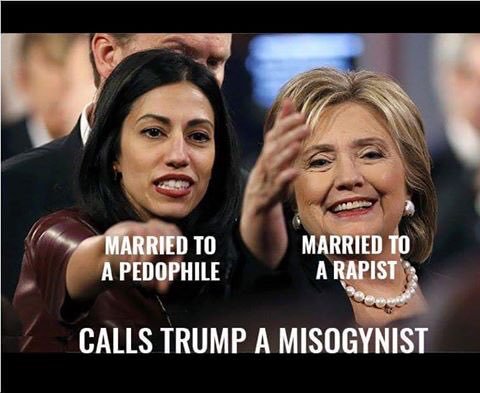 MARRIED TO
A PEDOPHILE
MARRIED TO
A RAPIST
CALLS TRUMP A MISOGYNIST